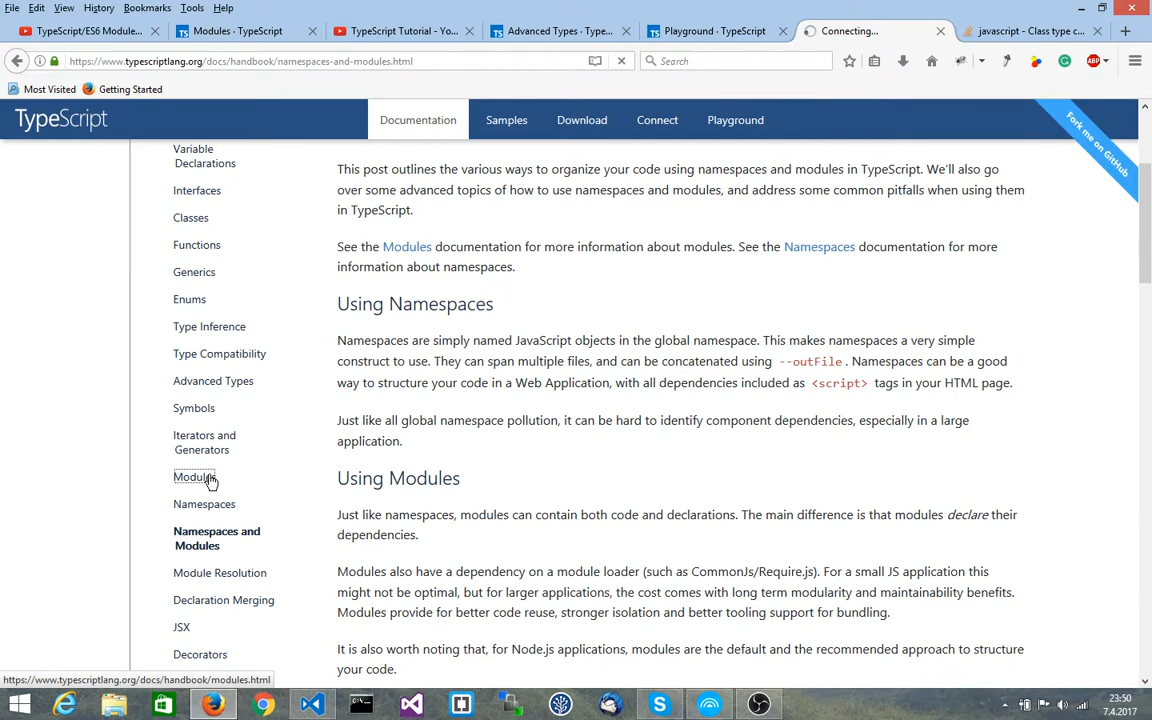 File Edit View History Bookmarks Tools Help
TypeScript/ES6 Modules...
Modules · TypeScript
TypeScript Tutorial - Yo...
Advanced Types · Type...
Playground · TypeScript
Connecting...
javascript - Class type c...
https://www.typescriptlang.org/docs/handbook/namespaces-and-modules.html
Search
ABP
Most Visited Getting Started
TypeScript
Documentation Samples Download Connect Playground
Fork me on GitHub
Variable
Declarations
Interfaces
Classes
Functions
Generics
Enums
Type Inference
Type Compatibility
Advanced Types
Symbols
Iterators and
Generators
Modules
Namespaces
Namespaces and
Modules
Module Resolution
Declaration Merging
JSX
Decorators
This post outlines the various ways to organize your code using namespaces and modules in TypeScript. We'll also go
over some advanced topics of how to use namespaces and modules, and address some common pitfalls when using them
in TypeScript.
See the Modules documentation for more information about modules. See the Namespaces documentation for more
information about namespaces.
Using Namespaces
Namespaces are simply named JavaScript objects in the global namespace. This makes namespaces a very simple
construct to use. They can span multiple files, and can be concatenated using --outFile. Namespaces can be a good
way to structure your code in a Web Application, with all dependencies included as <script> tags in your HTML page.
Just like all global namespace pollution, it can be hard to identify component dependencies, especially in a large
application.
Using Modules
Just like namespaces, modules can contain both code and declarations. The main difference is that modules declare their
dependencies.
Modules also have a dependency on a module loader (such as CommonJs/Require.js). For a small JS application this
might not be optimal, but for larger applications, the cost comes with long term modularity and maintainability benefits.
Modules provide for better code reuse, stronger isolation and better tooling support for bundling.
It is also worth noting that, for Node.js applications, modules are the default and the recommended approach to structure
your code.
https://www.typescriptlang.org/docs/handbook/modules.html
23:50
7.4.2017